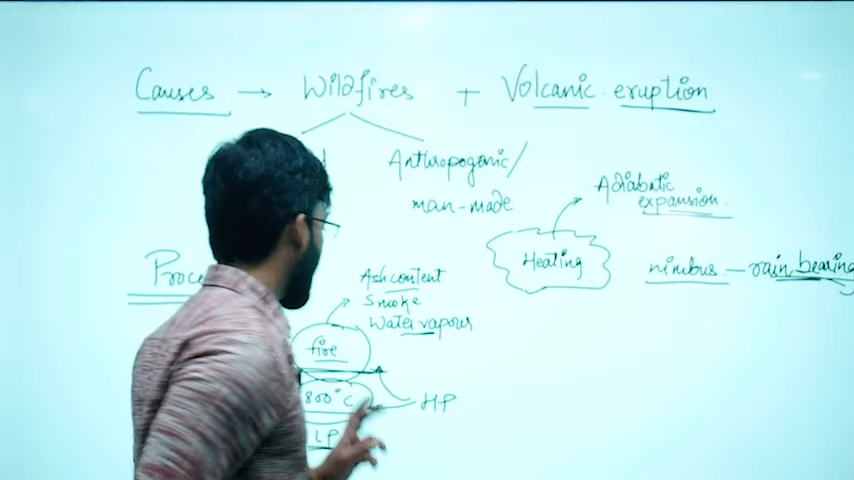 Causes → Wildfires + Volcanic eruption
Anthropogenic/
man-made
Adiabatic
expansion
Heating
nimbus — rain bearing
Ash content
Smoke
Water vapour
fire
800°C
HP
LP